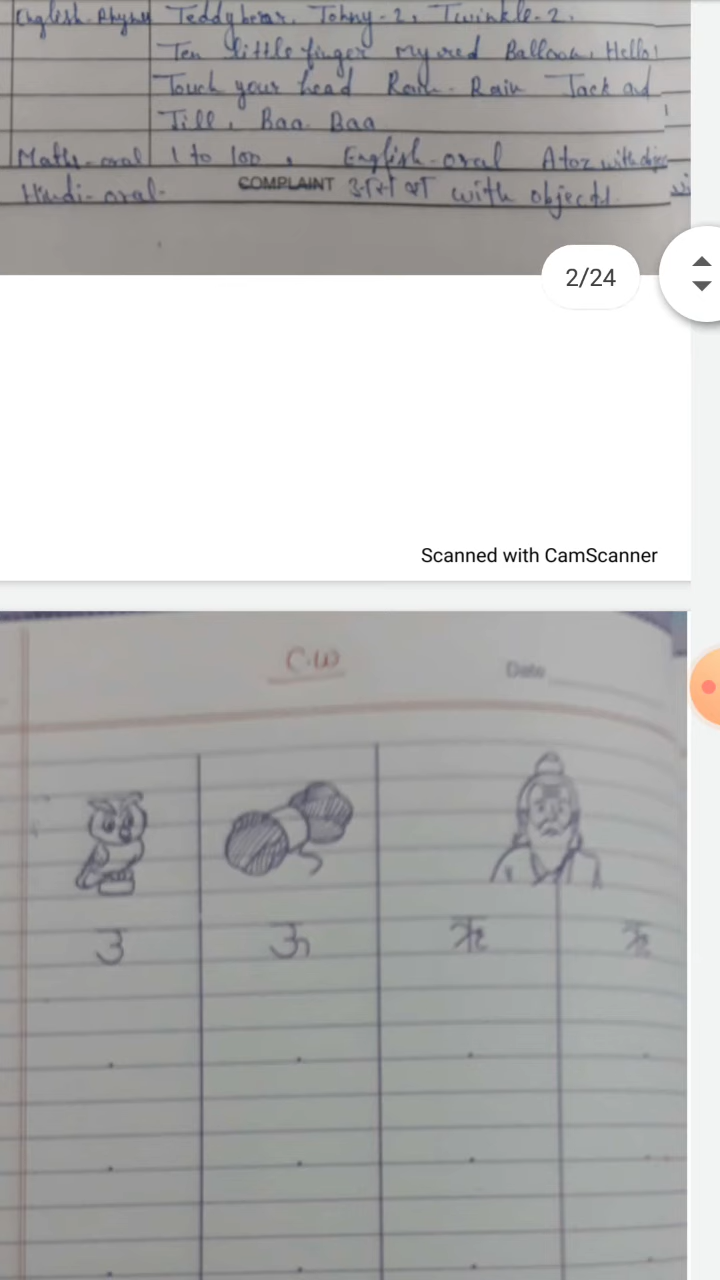 English-Rhymes Teddy bear, Johny-2, Twinkle-2,
Ten little finger my red Balloon, Hello!
Touch your head Rain-Rain Jack and
Jill, Baa Baa
Maths-oral 1 to 100, English-oral A to z with
Hindi-oral- COMPLAINT with objects.
2/24
Scanned with CamScanner
C.W
Date
उ ऊ ऋ ऋ